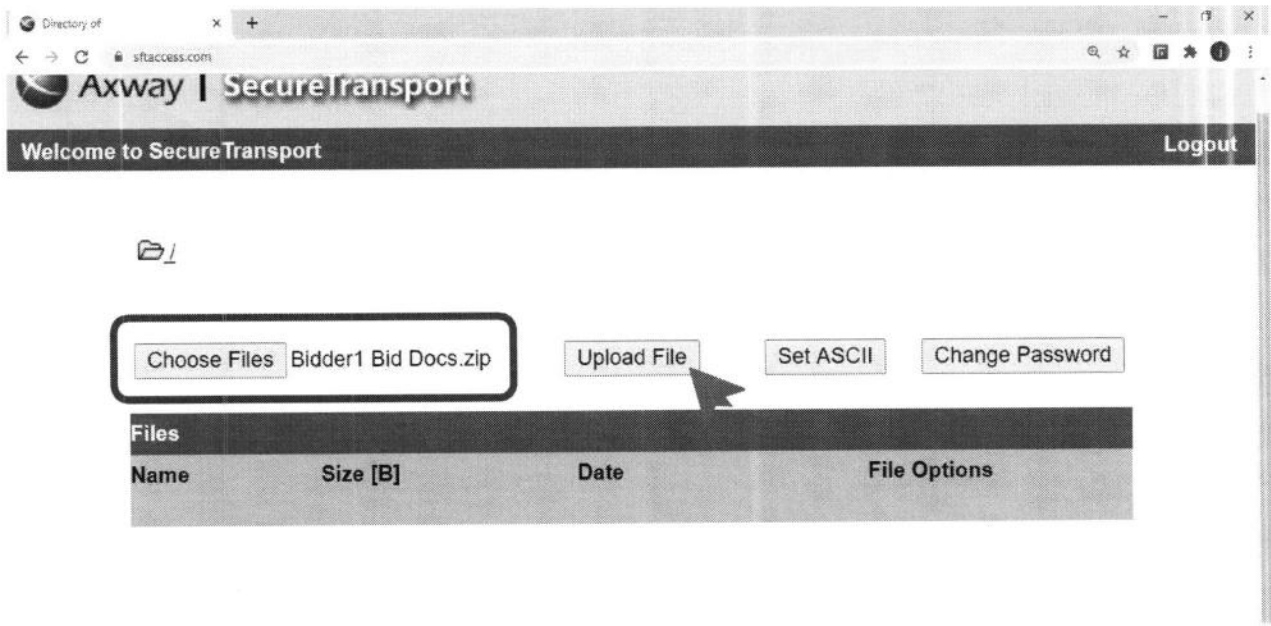 Directory of
sftaccess.com
Axway | SecureTransport
Welcome to SecureTransport
Logout
/
Choose Files Bidder1 Bid Docs.zip
Upload File
Set ASCII
Change Password
Files
Name Size [B] Date File Options